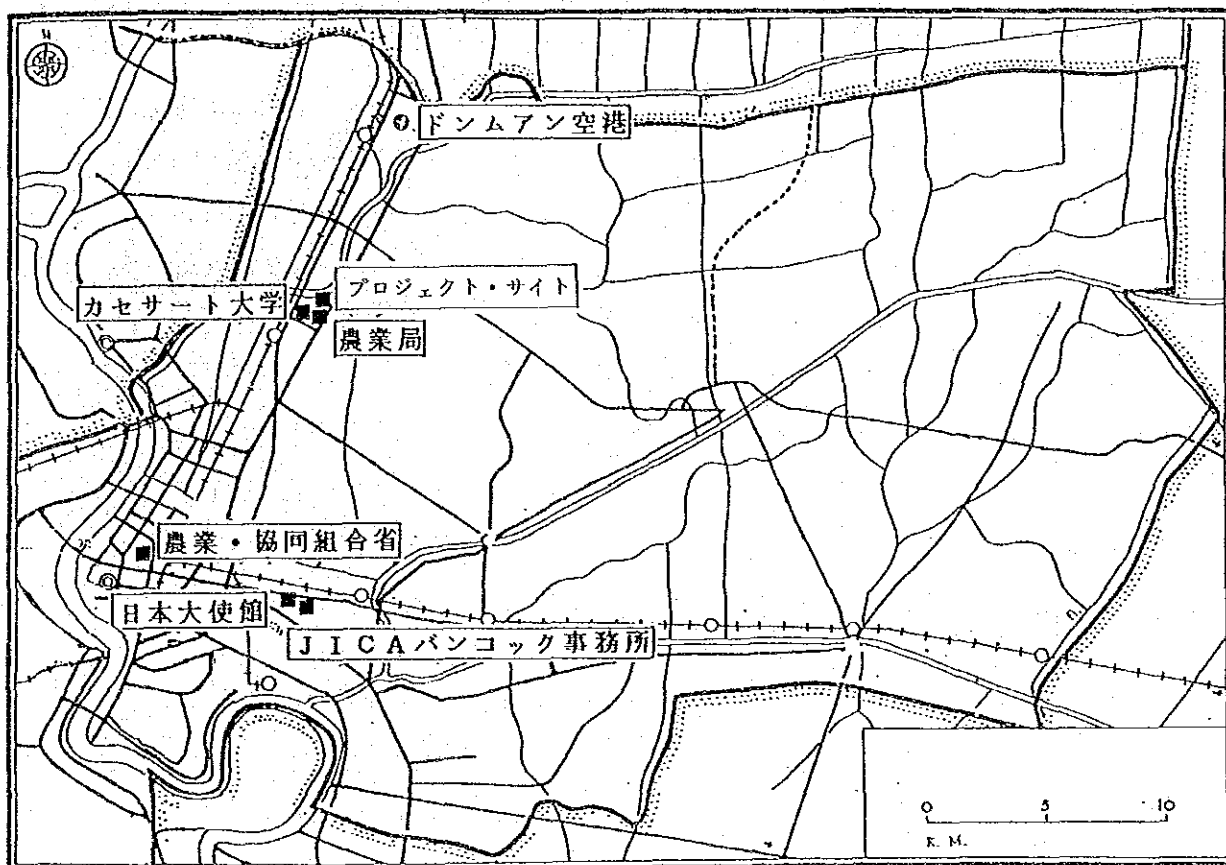 N
ドンムアン空港
プロジェクト・サイト
カセサート大学
農業局
農業・協同組合省
日本大使館
JICAバンコック事務所
0 5 10
K. M.